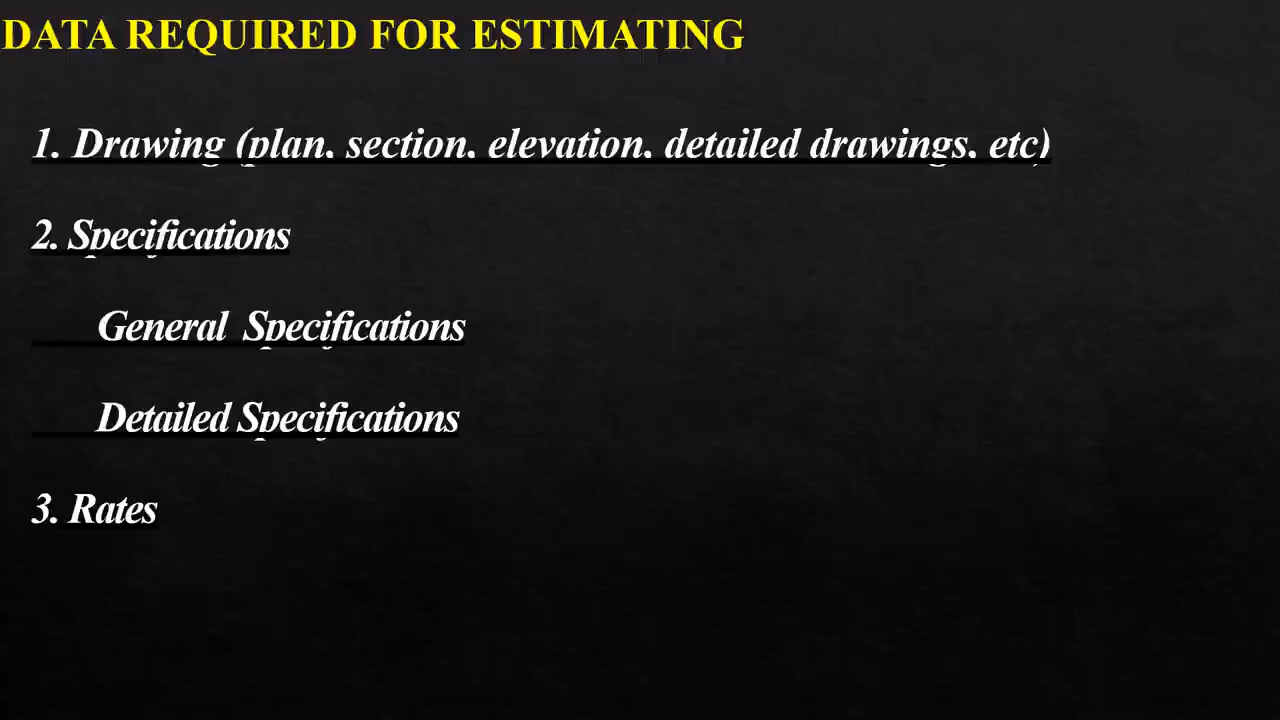 DATA REQUIRED FOR ESTIMATING
1. Drawing (plan, section, elevation, detailed drawings, etc)
2. Specifications
General Specifications
Detailed Specifications
3. Rates